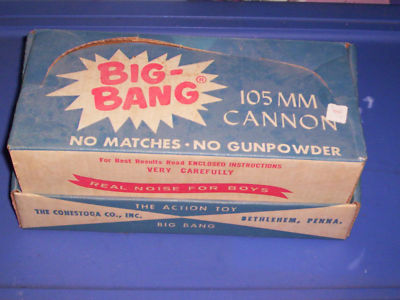 BIG-
BANG®
105 MM
CANNON
NO MATCHES • NO GUNPOWDER
For Best Results Read ENCLOSED INSTRUCTIONS
VERY CAREFULLY
REAL NOISE FOR BOYS
THE ACTION TOY
THE CONESTOGA CO., INC.
BETHLEHEM, PENNA.
BIG BANG